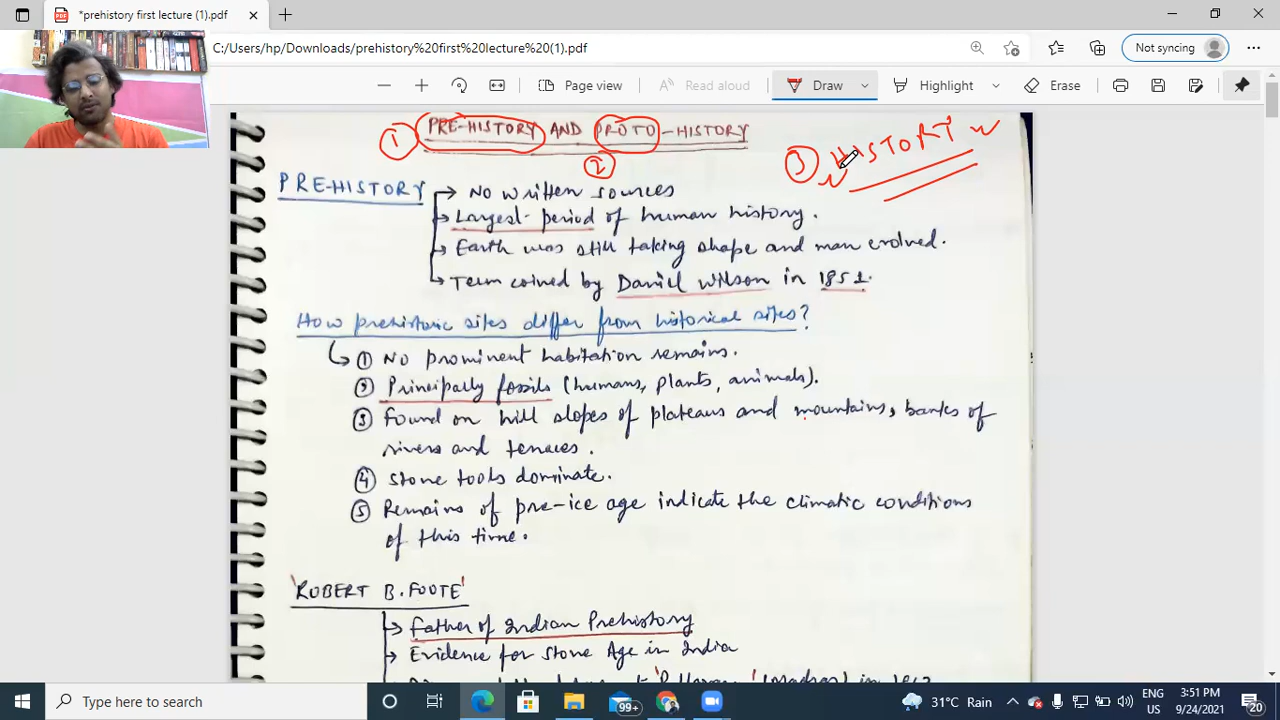 *prehistory first lecture (1).pdf
C:/Users/hp/Downloads/prehistory%20first%20lecture%20(1).pdf
Not syncing
Page view
Read aloud
Draw
Highlight
Erase
① PRE-HISTORY AND PROTO-HISTORY
②
③ HISTORY
PRE-HISTORY
No written sources
Largest period of human history.
Earth was still taking shape and man evolved.
Term coined by Daniel Wilson in 1851.
How prehistoric sites differ from historical sites?
① No prominent habitation remains.
② Principally fossils (humans, plants, animals).
③ Found on hill slopes of plateaus and mountains, banks of
rivers and terraces.
④ Stone tools dominate.
⑤ Remains of pre-ice age indicate the climatic conditions
of this time.
'ROBERT B. FOOTE'
Father of Indian Prehistory
Evidence for Stone Age in India
Type here to search
99+
31°C Rain
ENG
US
3:51 PM
9/24/2021
20